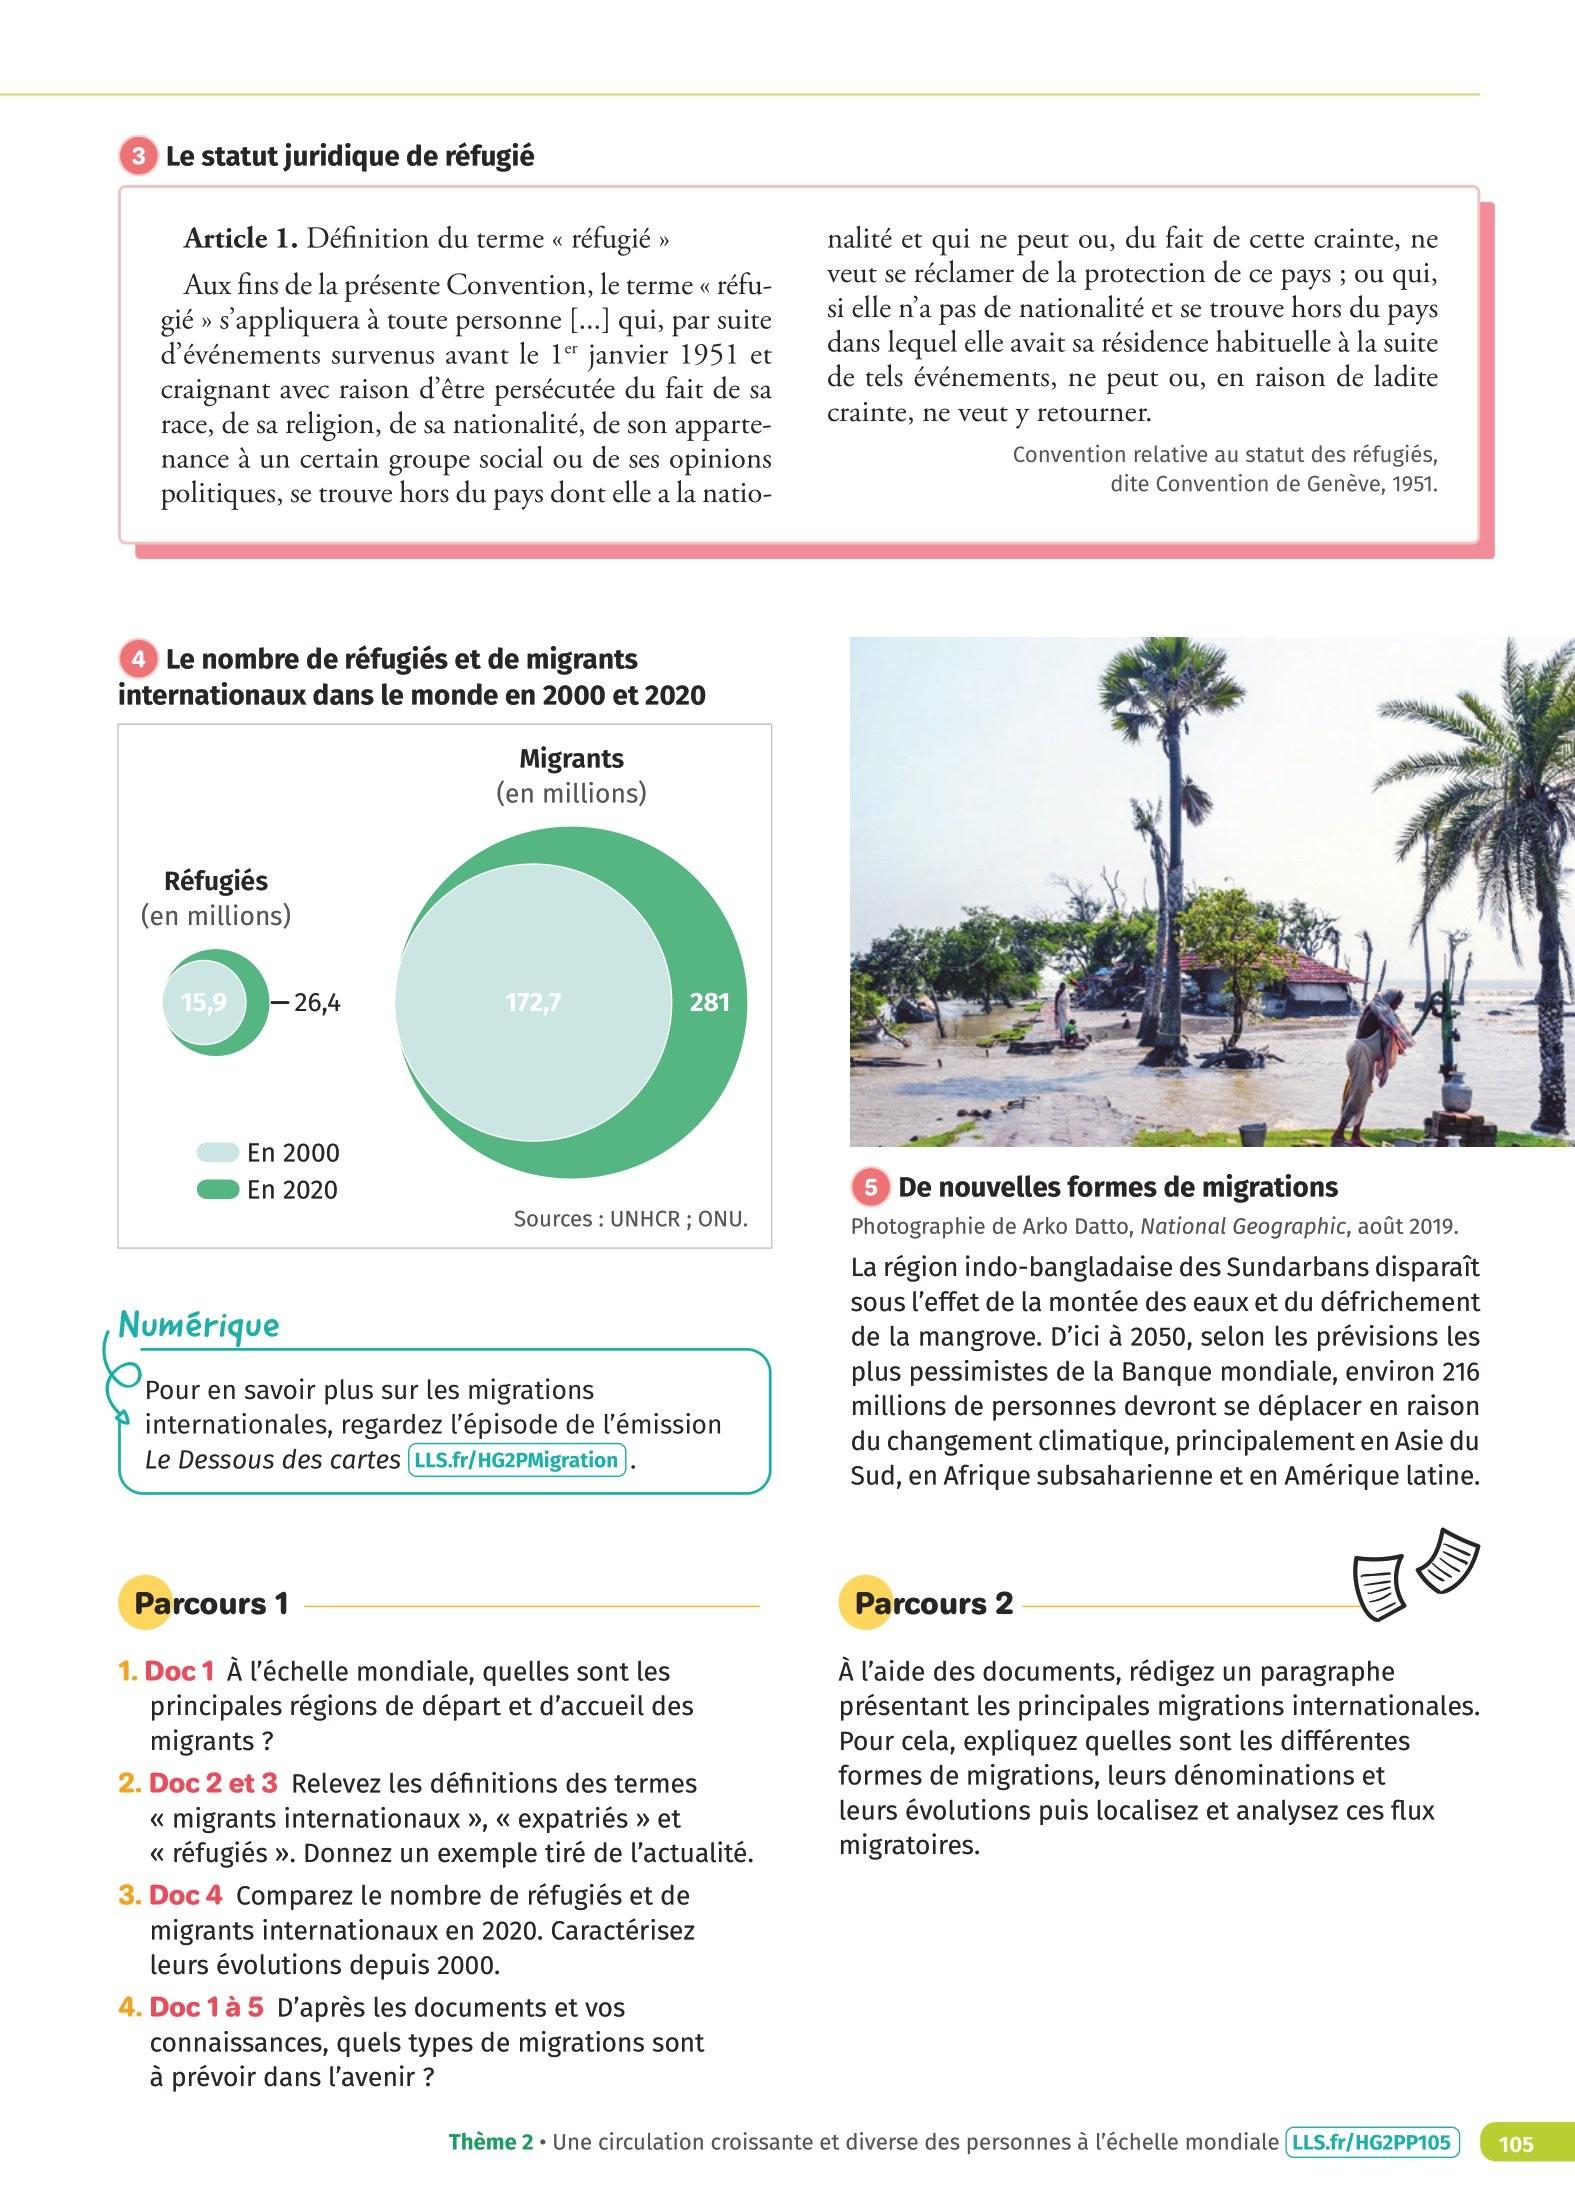 3 Le statut juridique de réfugié
Article 1. Définition du terme « réfugié »
Aux fins de la présente Convention, le terme « réfu-
gié » s'appliquera à toute personne [...] qui, par suite
d'événements survenus avant le 1er janvier 1951 et
craignant avec raison d'être persécutée du fait de sa
race, de sa religion, de sa nationalité, de son apparte-
nance à un certain groupe social ou de ses opinions
politiques, se trouve hors du pays dont elle a la natio-
nalité et qui ne peut ou, du fait de cette crainte, ne
veut se réclamer de la protection de ce pays ; ou qui,
si elle n'a pas de nationalité et se trouve hors du pays
dans lequel elle avait sa résidence habituelle à la suite
de tels événements, ne peut ou, en raison de ladite
crainte, ne veut y retourner.
Convention relative au statut des réfugiés,
dite Convention de Genève, 1951.
4 Le nombre de réfugiés et de migrants
internationaux dans le monde en 2000 et 2020
Migrants
(en millions)
Réfugiés
(en millions)
15,9
26,4
172,7
281
En 2000
En 2020
Sources : UNHCR ; ONU.
5 De nouvelles formes de migrations
Photographie de Arko Datto, National Geographic, août 2019.
La région indo-bangladaise des Sundarbans disparaît
sous l'effet de la montée des eaux et du défrichement
de la mangrove. D'ici à 2050, selon les prévisions les
plus pessimistes de la Banque mondiale, environ 216
millions de personnes devront se déplacer en raison
du changement climatique, principalement en Asie du
Sud, en Afrique subsaharienne et en Amérique latine.
Numérique
Pour en savoir plus sur les migrations
internationales, regardez l'épisode de l'émission
Le Dessous des cartes LLS.fr/HG2PMigration .
Parcours 1
1. Doc 1 À l'échelle mondiale, quelles sont les
principales régions de départ et d'accueil des
migrants ?
2. Doc 2 et 3 Relevez les définitions des termes
« migrants internationaux », « expatriés » et
« réfugiés ». Donnez un exemple tiré de l'actualité.
3. Doc 4 Comparez le nombre de réfugiés et de
migrants internationaux en 2020. Caractérisez
leurs évolutions depuis 2000.
4. Doc 1 à 5 D'après les documents et vos
connaissances, quels types de migrations sont
à prévoir dans l'avenir ?
Parcours 2
À l'aide des documents, rédigez un paragraphe
présentant les principales migrations internationales.
Pour cela, expliquez quelles sont les différentes
formes de migrations, leurs dénominations et
leurs évolutions puis localisez et analysez ces flux
migratoires.
Thème 2 • Une circulation croissante et diverse des personnes à l'échelle mondiale LLS.fr/HG2PP105 105